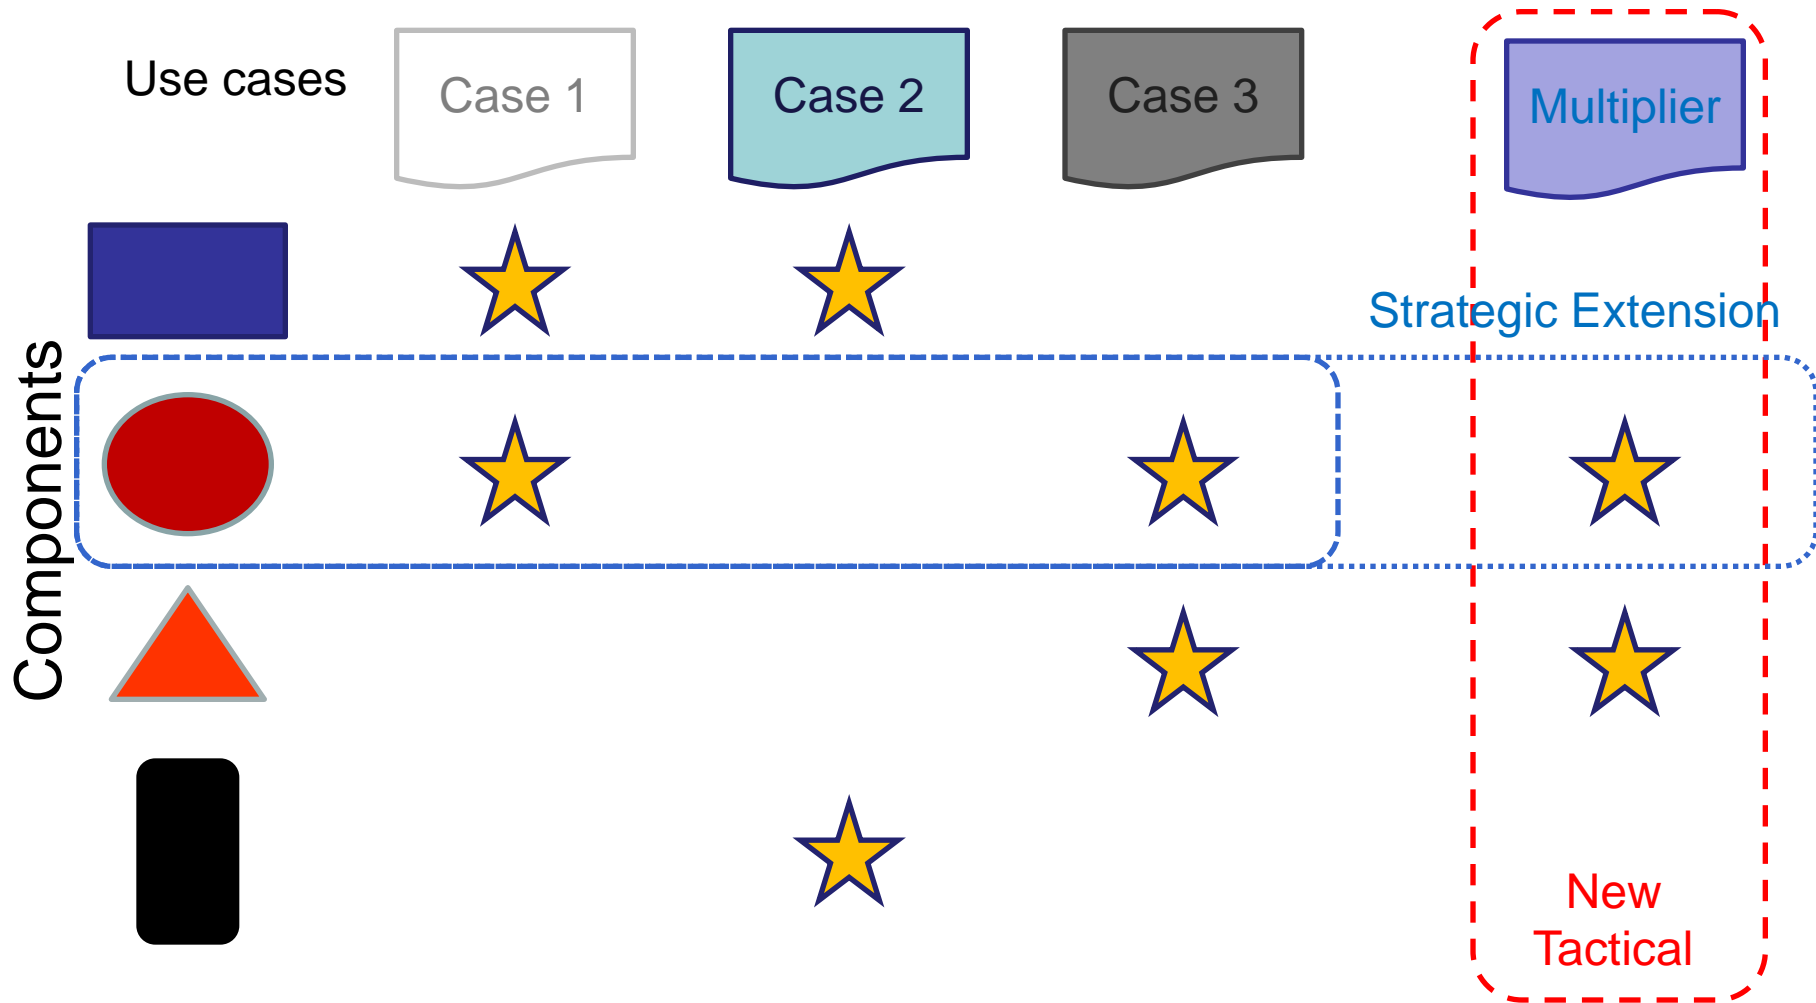 Use cases
Case 1
Case 2
Case 3
Multiplier
Strategic Extension
Components
New
Tactical